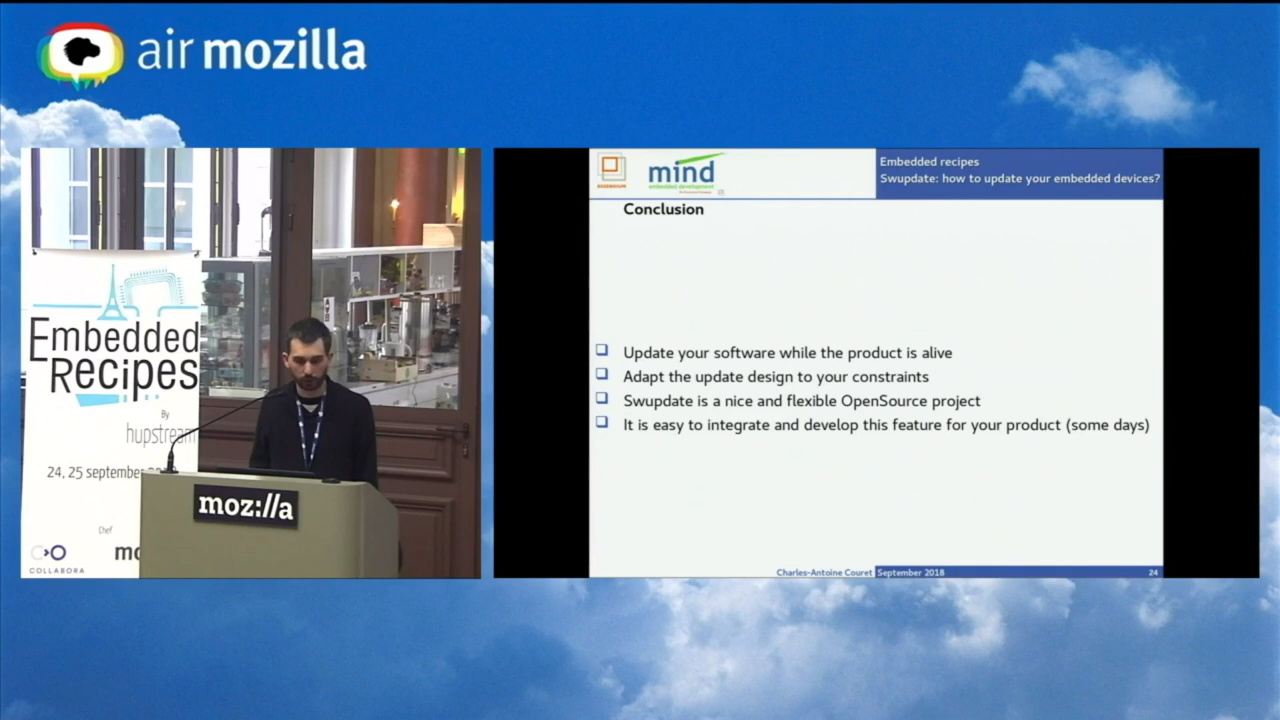 air mozilla
Embedded
Recipes
By
hupstream
24, 25 september
Chef
COLLABORA
moz://a
mind
embedded development
Embedded recipes
Swupdate: how to update your embedded devices?
Conclusion
Update your software while the product is alive
Adapt the update design to your constraints
Swupdate is a nice and flexible OpenSource project
It is easy to integrate and develop this feature for your product (some days)
Charles-Antoine Couret
September 2018
24